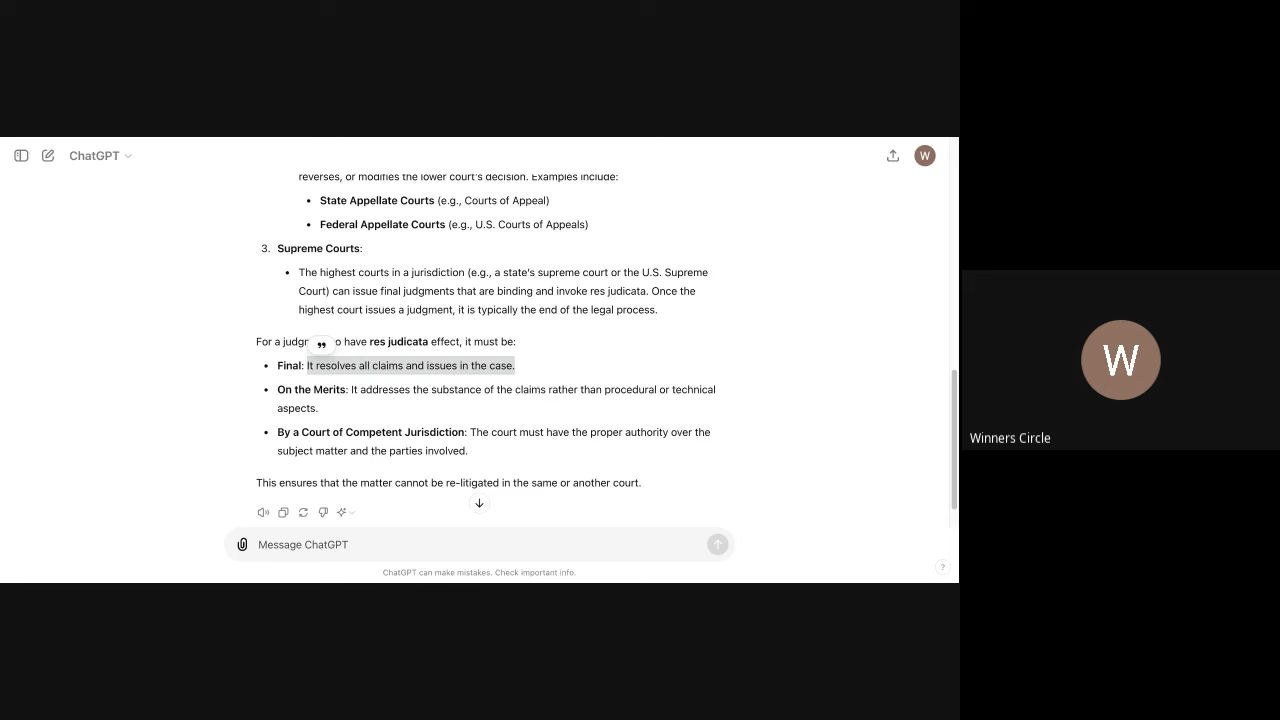 ChatGPT
W
reverses, or modifies the lower court's decision. Examples include:
• State Appellate Courts (e.g., Courts of Appeal)
• Federal Appellate Courts (e.g., U.S. Courts of Appeals)
3. Supreme Courts:
• The highest courts in a jurisdiction (e.g., a state's supreme court or the U.S. Supreme
Court) can issue final judgments that are binding and invoke res judicata. Once the
highest court issues a judgment, it is typically the end of the legal process.
For a judgm o have res judicata effect, it must be:
• Final: It resolves all claims and issues in the case.
• On the Merits: It addresses the substance of the claims rather than procedural or technical
aspects.
• By a Court of Competent Jurisdiction: The court must have the proper authority over the
subject matter and the parties involved.
This ensures that the matter cannot be re-litigated in the same or another court.
Message ChatGPT
ChatGPT can make mistakes. Check important info.
?
W
Winners Circle